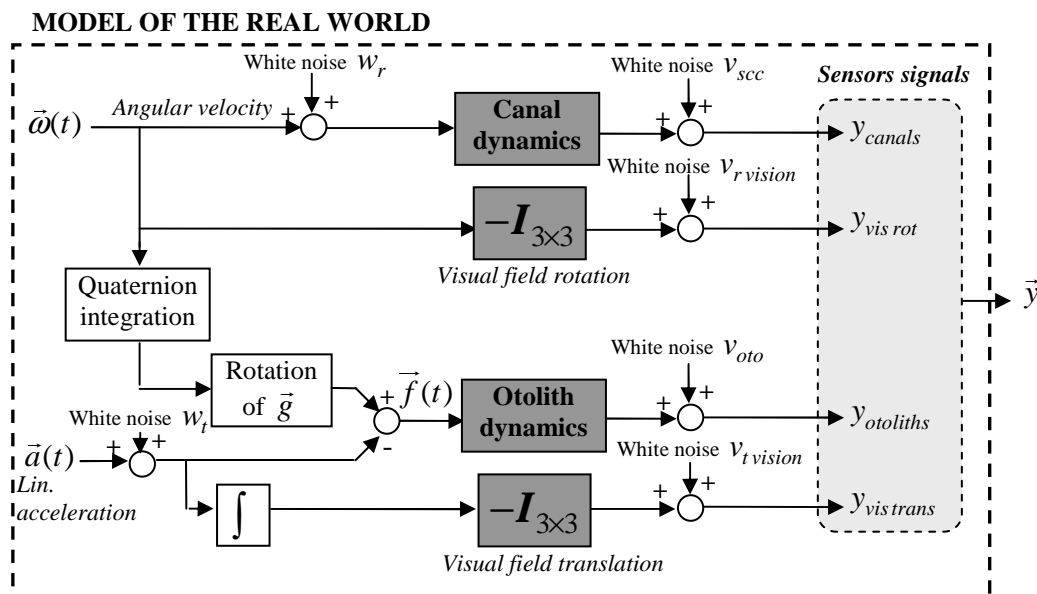 MODEL OF THE REAL WORLD
White noise w_r
White noise v_scc
Sensors signals
ω⃗(t)
Angular velocity
+
+
Canal
dynamics
+
+
y_canals
White noise v_r vision
−I_3×3
+
+
y_vis rot
Visual field rotation
Quaternion
integration
y⃗
Rotation
of g⃗
White noise v_oto
+
f⃗(t)
Otolith
dynamics
+
+
y_otoliths
White noise w_t
-
a⃗(t)
+
+
White noise v_t vision
Lin.
acceleration
∫
−I_3×3
+
+
y_vis trans
Visual field translation